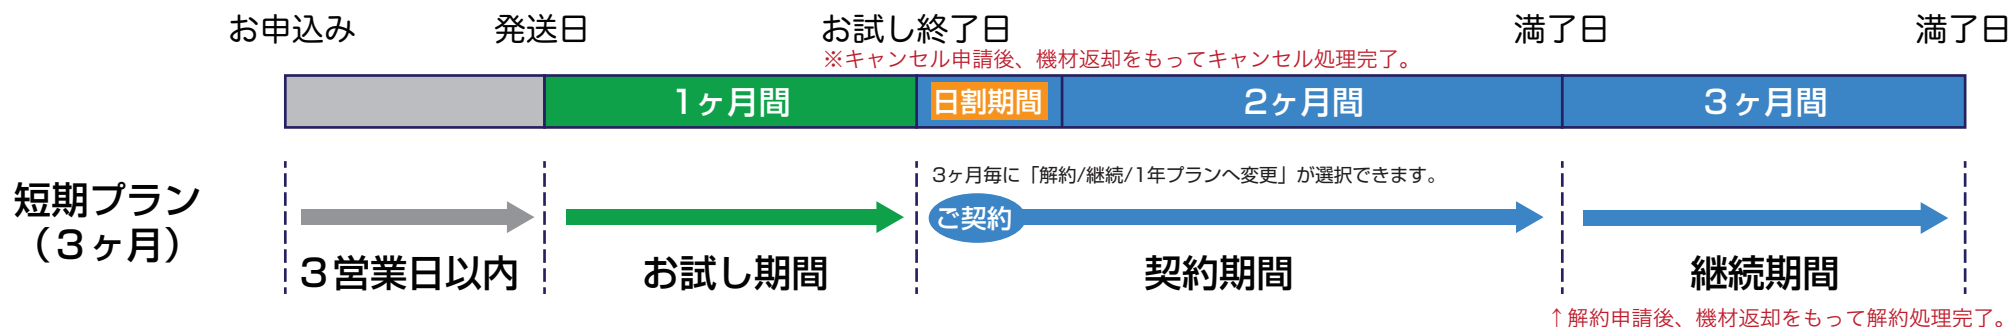 お申込み 発送日 お試し終了日 満了日 満了日
※キャンセル申請後、機材返却をもってキャンセル処理完了。
1ヶ月間 日割期間 2ヶ月間 3ヶ月間
3ヶ月毎に「解約/継続/1年プランへ変更」が選択できます。
短期プラン
（3ヶ月）
ご契約
3営業日以内 お試し期間 契約期間 継続期間
↑解約申請後、機材返却をもって解約処理完了。